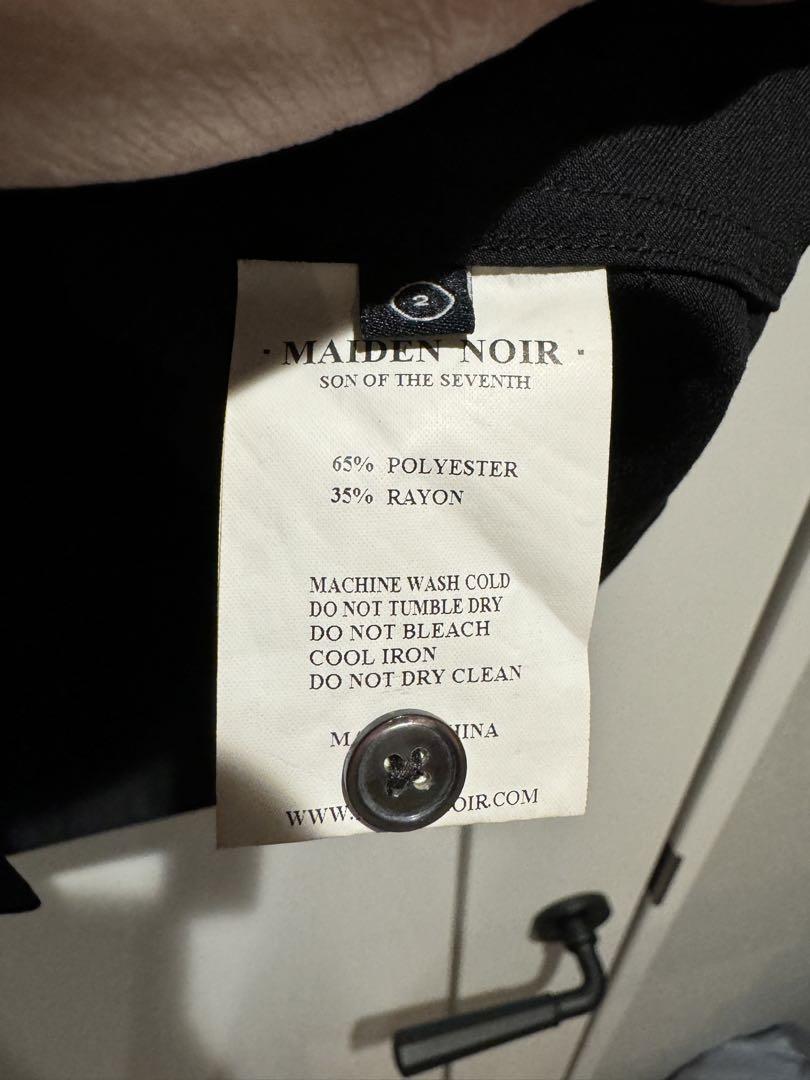 2
· MAIDEN NOIR ·
SON OF THE SEVENTH
65% POLYESTER
35% RAYON
MACHINE WASH COLD
DO NOT TUMBLE DRY
DO NOT BLEACH
COOL IRON
DO NOT DRY CLEAN